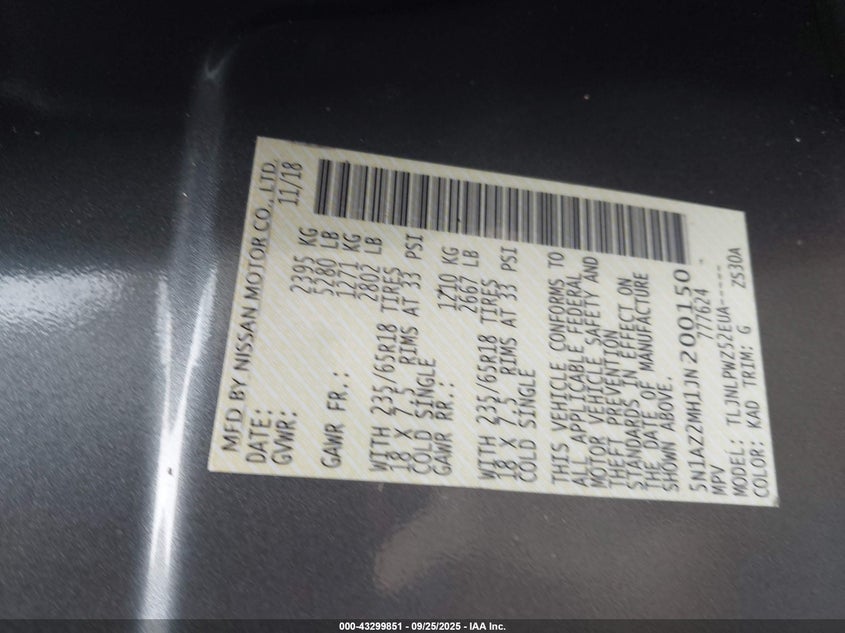 MFD BY NISSAN MOTOR CO., LTD.
DATE: 11/18
GVWR: 2395 KG
5280 LB
GAWR FR.: 1271 KG
2802 LB
WITH 235/65R18 TIRES
18 X 7.5 RIMS AT 33 PSI
COLD SINGLE
GAWR RR.: 1210 KG
2667 LB
WITH 235/65R18 TIRES
18 X 7.5 RIMS AT 33 PSI
COLD SINGLE
THIS VEHICLE CONFORMS TO
ALL APPLICABLE FEDERAL
MOTOR VEHICLE SAFETY AND
THEFT PREVENTION
STANDARDS IN EFFECT ON
THE DATE OF MANUFACTURE
SHOWN ABOVE.
5N1AZ2MH1JN200150
MPV 777624
MODEL: TLJNLPWZ52EUA-----
COLOR: KAD TRIM: G ZS30A
000-43299851 - 09/25/2025 - IAA Inc.